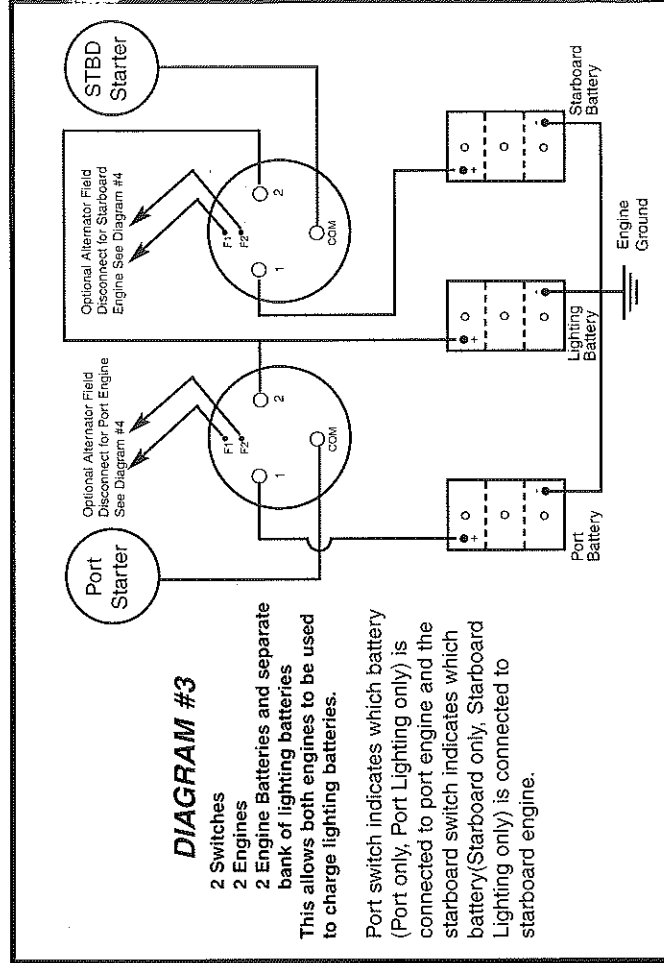 DIAGRAM #3
2 Switches
2 Engines
2 Engine Batteries and separate
bank of lighting batteries
This allows both engines to be used
to charge lighting batteries.
Port switch indicates which battery
(Port only, Port Lighting only) is
connected to port engine and the
starboard switch indicates which
battery(Starboard only, Starboard
Lighting only) is connected to
starboard engine.
Port
Starter
Optional Alternator Field
Disconnect for Port Engine
See Diagram #4
Optional Alternator Field
Disconnect for Starboard
Engine See Diagram #4
STBD
Starter
F1
F2
1
2
COM
F1
F2
1
2
COM
+
-
Port
Battery
+
-
Lighting
Battery
+
-
Starboard
Battery
Engine
Ground